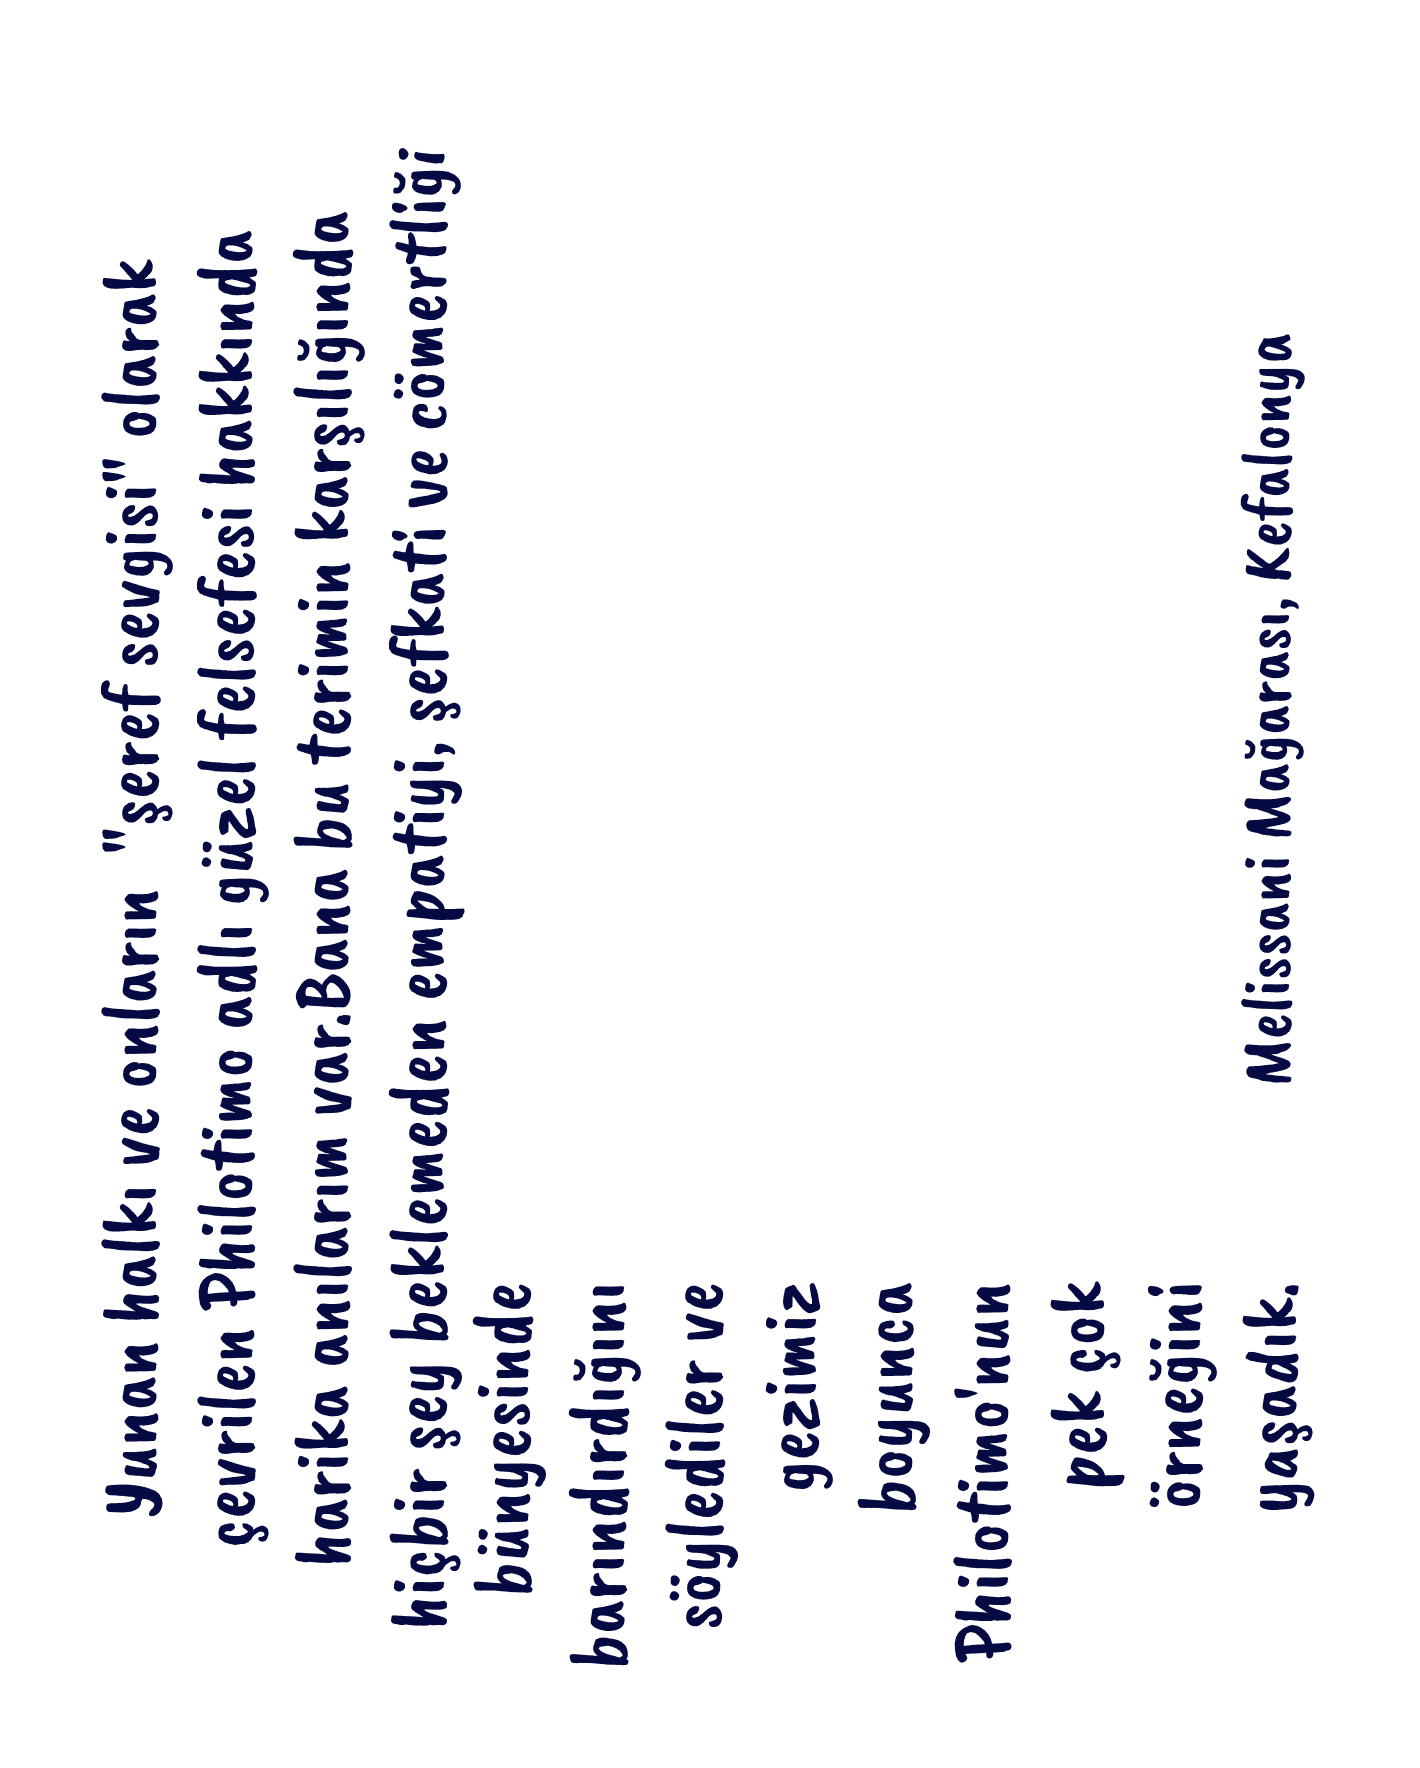 Yunan halkı ve onların "şeref sevgisi" olarak
çevrilen Philotimo adlı güzel felsefesi hakkında
harika anılarım var.Bana bu terimin karşılığında
hiçbir şey beklemeden empatiyi, şefkati ve cömertliği
bünyesinde
barındırdığını
söylediler ve
gezimiz
boyunca
Philotimo'nun
pek çok
örneğini
yaşadık.
Melissani Mağarası, Kefalonya